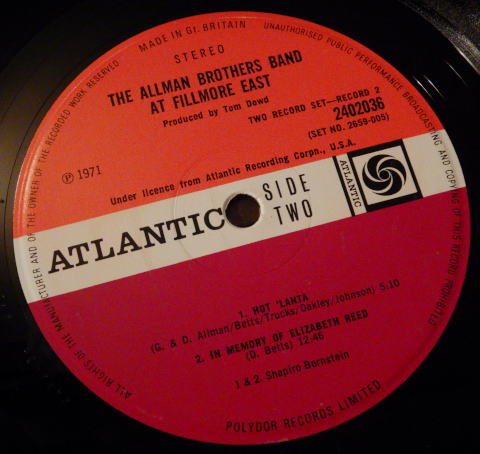 MADE IN GT. BRITAIN
UNAUTHORISED PUBLIC PERFORMANCE BROADCASTING AND COPYING OF THIS RECORD PROHIBITED
ALL RIGHTS OF THE MANUFACTURER AND OF THE OWNER OF THE RECORDED WORK RESERVED
STEREO
THE ALLMAN BROTHERS BAND
AT FILLMORE EAST
Produced by Tom Dowd
TWO RECORD SET—RECORD 2
2402036
(SET NO. 2659-005)
℗ 1971
Under licence from Atlantic Recording Corpn., U.S.A.
ATLANTIC
SIDE
TWO
ATLANTIC
1. HOT 'LANTA
(G. & D. Allman/Betts/Trucks/Oakley/Johnson) 5.10
2. IN MEMORY OF ELIZABETH REED
(D. Betts) 12.46
1 & 2. Shapiro Bernstein
POLYDOR RECORDS LIMITED